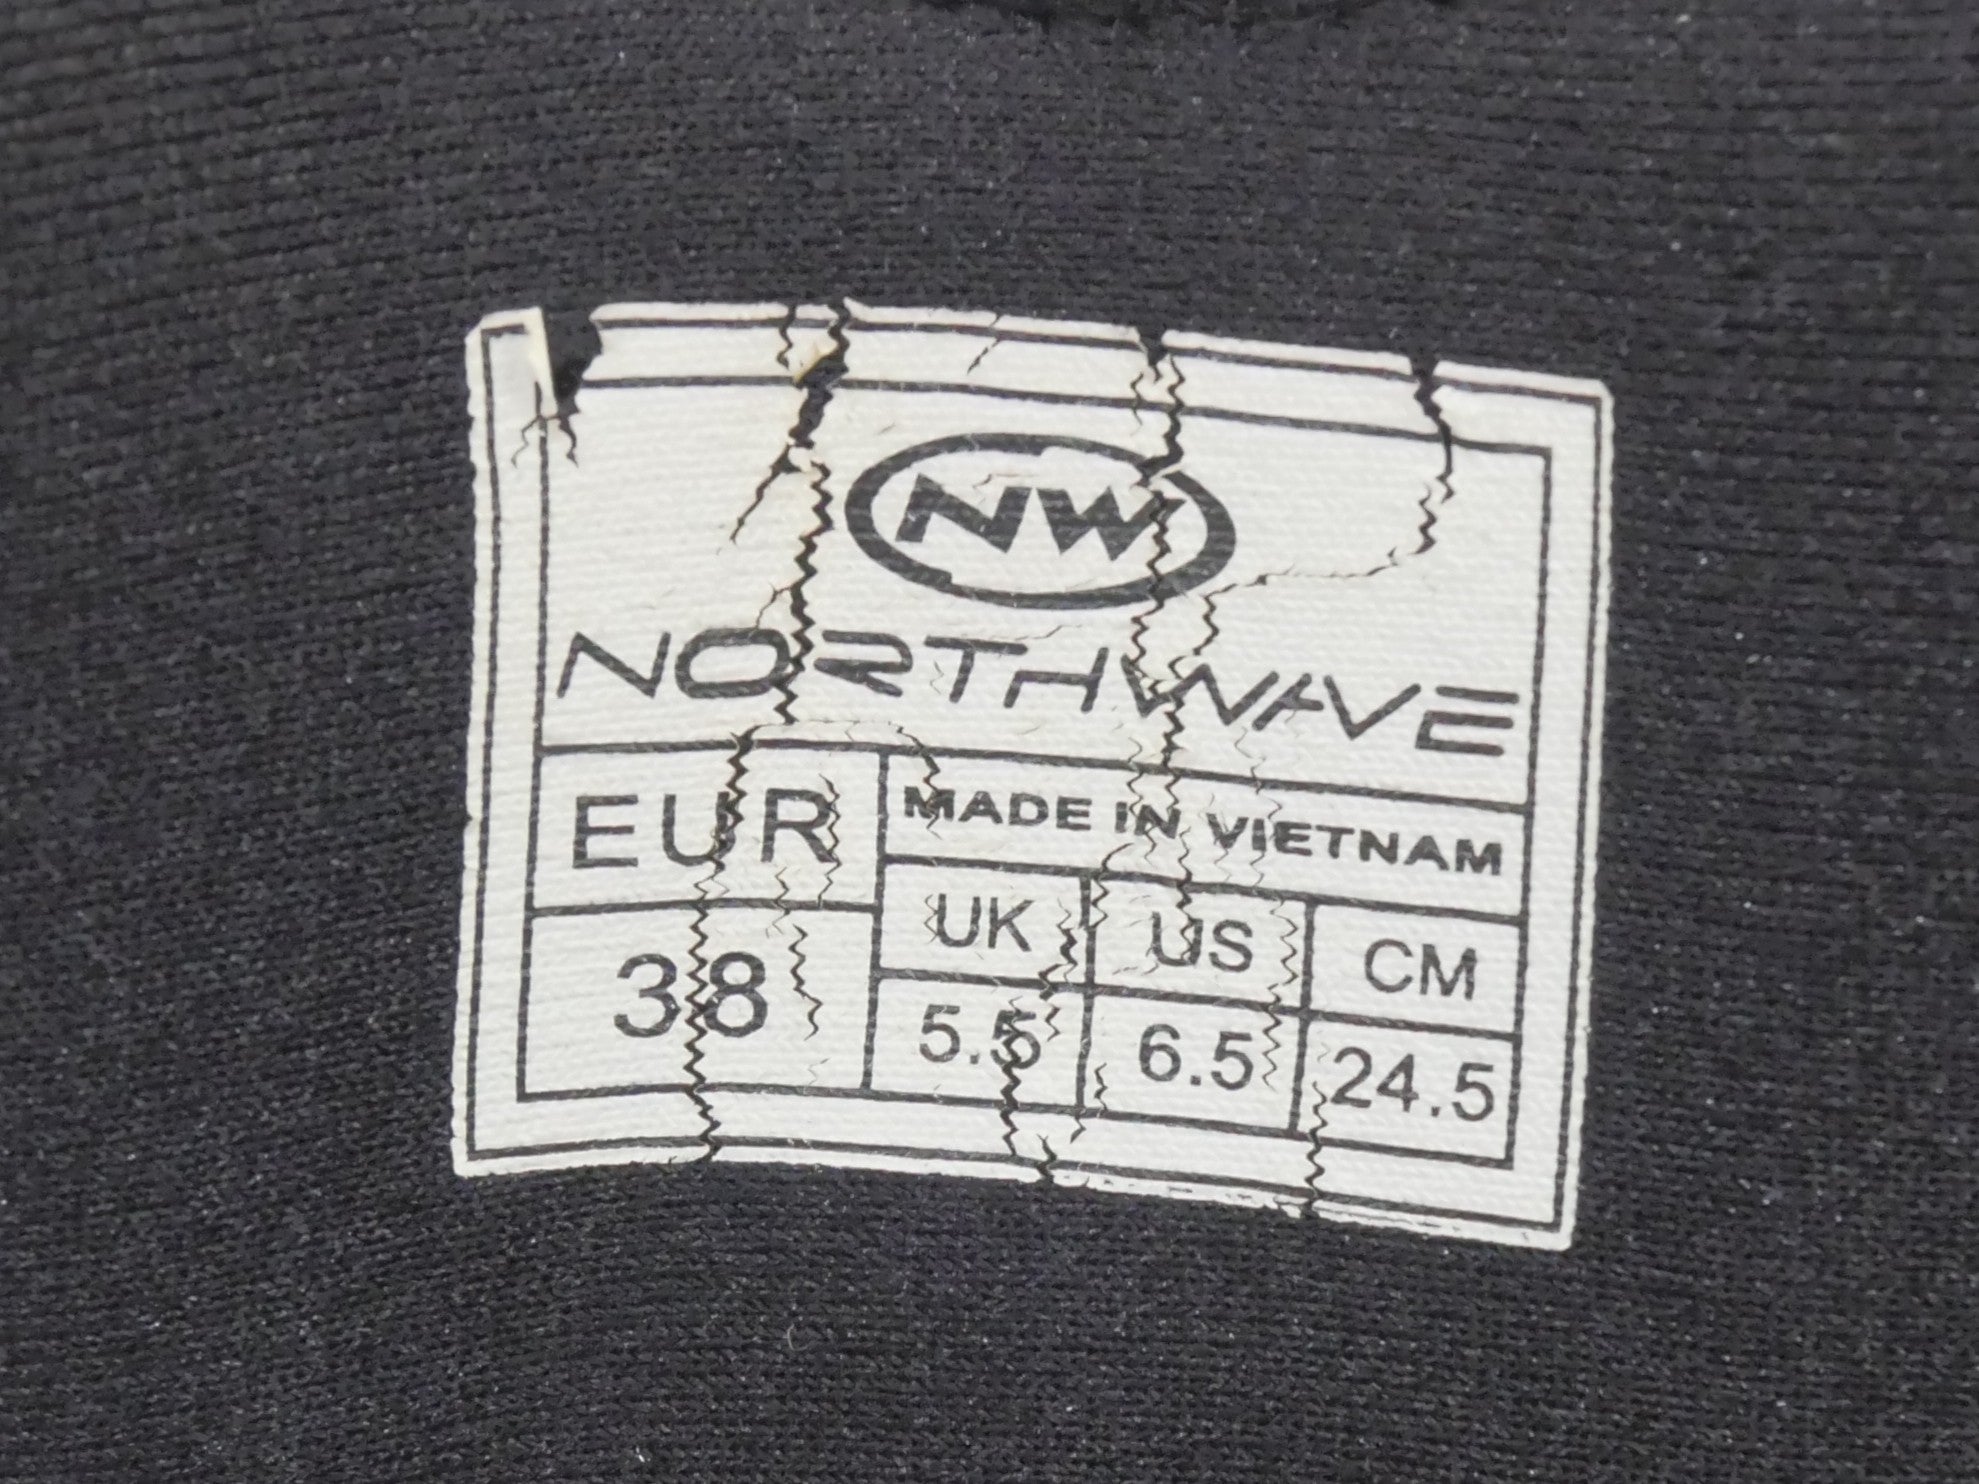 NW
NORTHWAVE
EUR
MADE IN VIETNAM
UK US CM
38
5.5 6.5 24.5